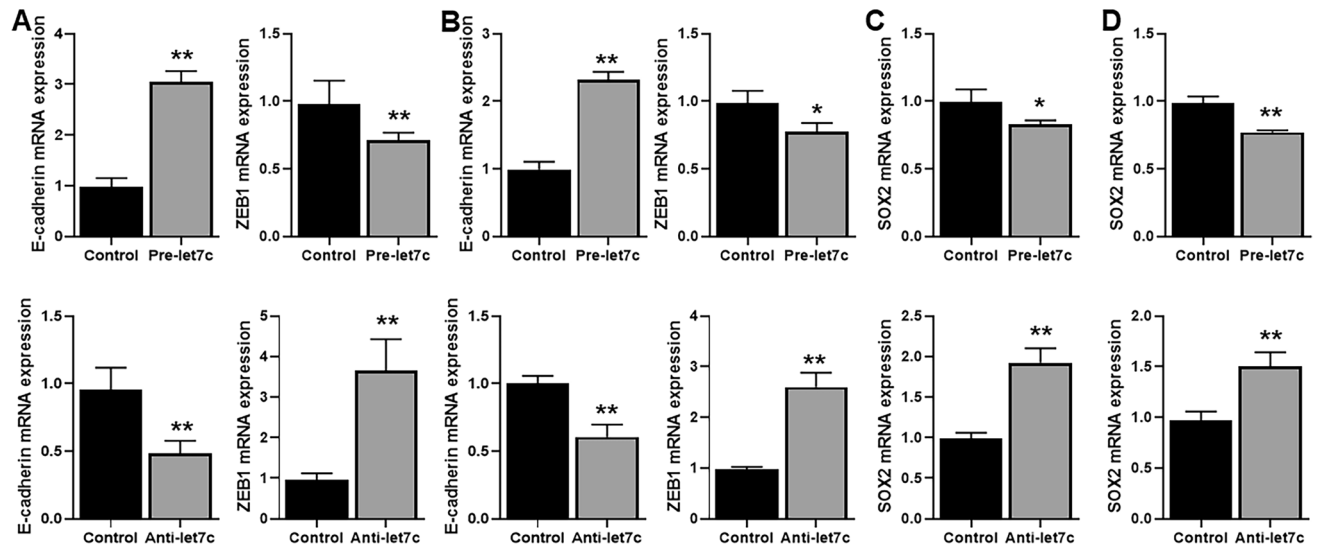 A
E-cadherin mRNA expression
4
3
2
1
0
**
Control Pre-let7c
ZEB1 mRNA expression
1.5
1.0
0.5
0.0
**
Control Pre-let7c
B
E-cadherin mRNA expression
3
2
1
0
**
Control Pre-let7c
ZEB1 mRNA expression
1.5
1.0
0.5
0.0
*
Control Pre-let7c
C
SOX2 mRNA expression
1.5
1.0
0.5
0.0
*
Control Pre-let7c
D
SOX2 mRNA expression
1.5
1.0
0.5
0.0
**
Control Pre-let7c
E-cadherin mRNA expression
1.5
1.0
0.5
0.0
**
Control Anti-let7c
ZEB1 mRNA expression
5
4
3
2
1
0
**
Control Anti-let7c
E-cadherin mRNA expression
1.5
1.0
0.5
0.0
**
Control Anti-let7c
ZEB1 mRNA expression
4
3
2
1
0
**
Control Anti-let7c
SOX2 mRNA expression
2.5
2.0
1.5
1.0
0.5
0.0
**
Control Anti-let7c
SOX2 mRNA expression
2.0
1.5
1.0
0.5
0.0
**
Control Anti-let7c